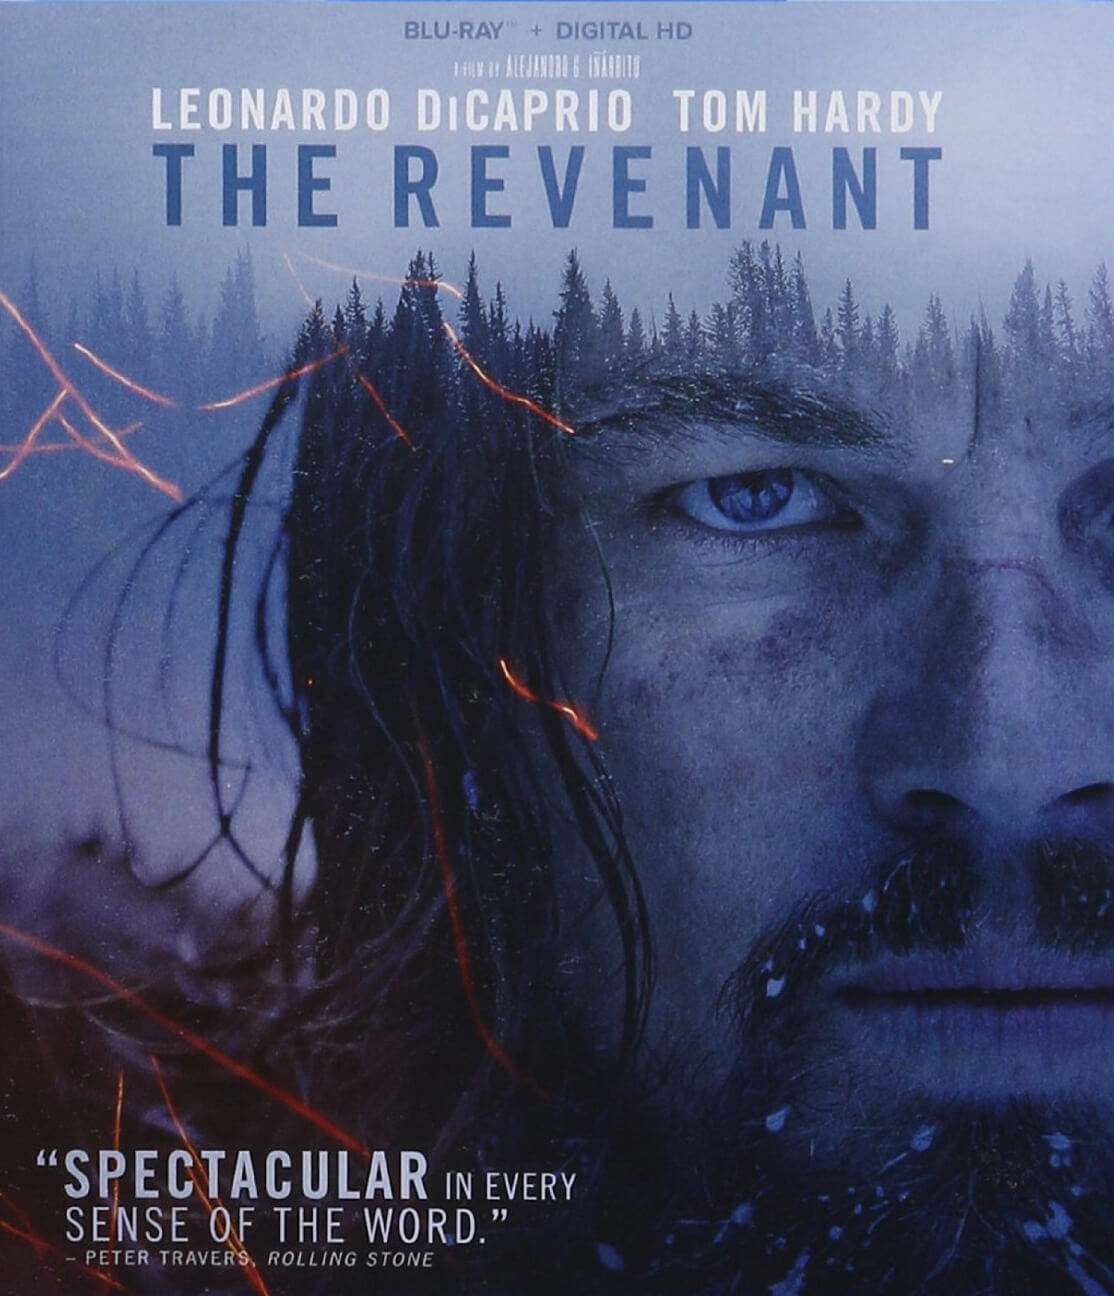 BLU-RAY™ + DIGITAL HD
A FILM BY ALEJANDRO G. IÑÁRRITU
LEONARDO DiCAPRIO TOM HARDY
THE REVENANT
“SPECTACULAR IN EVERY
SENSE OF THE WORD.”
– PETER TRAVERS, ROLLING STONE